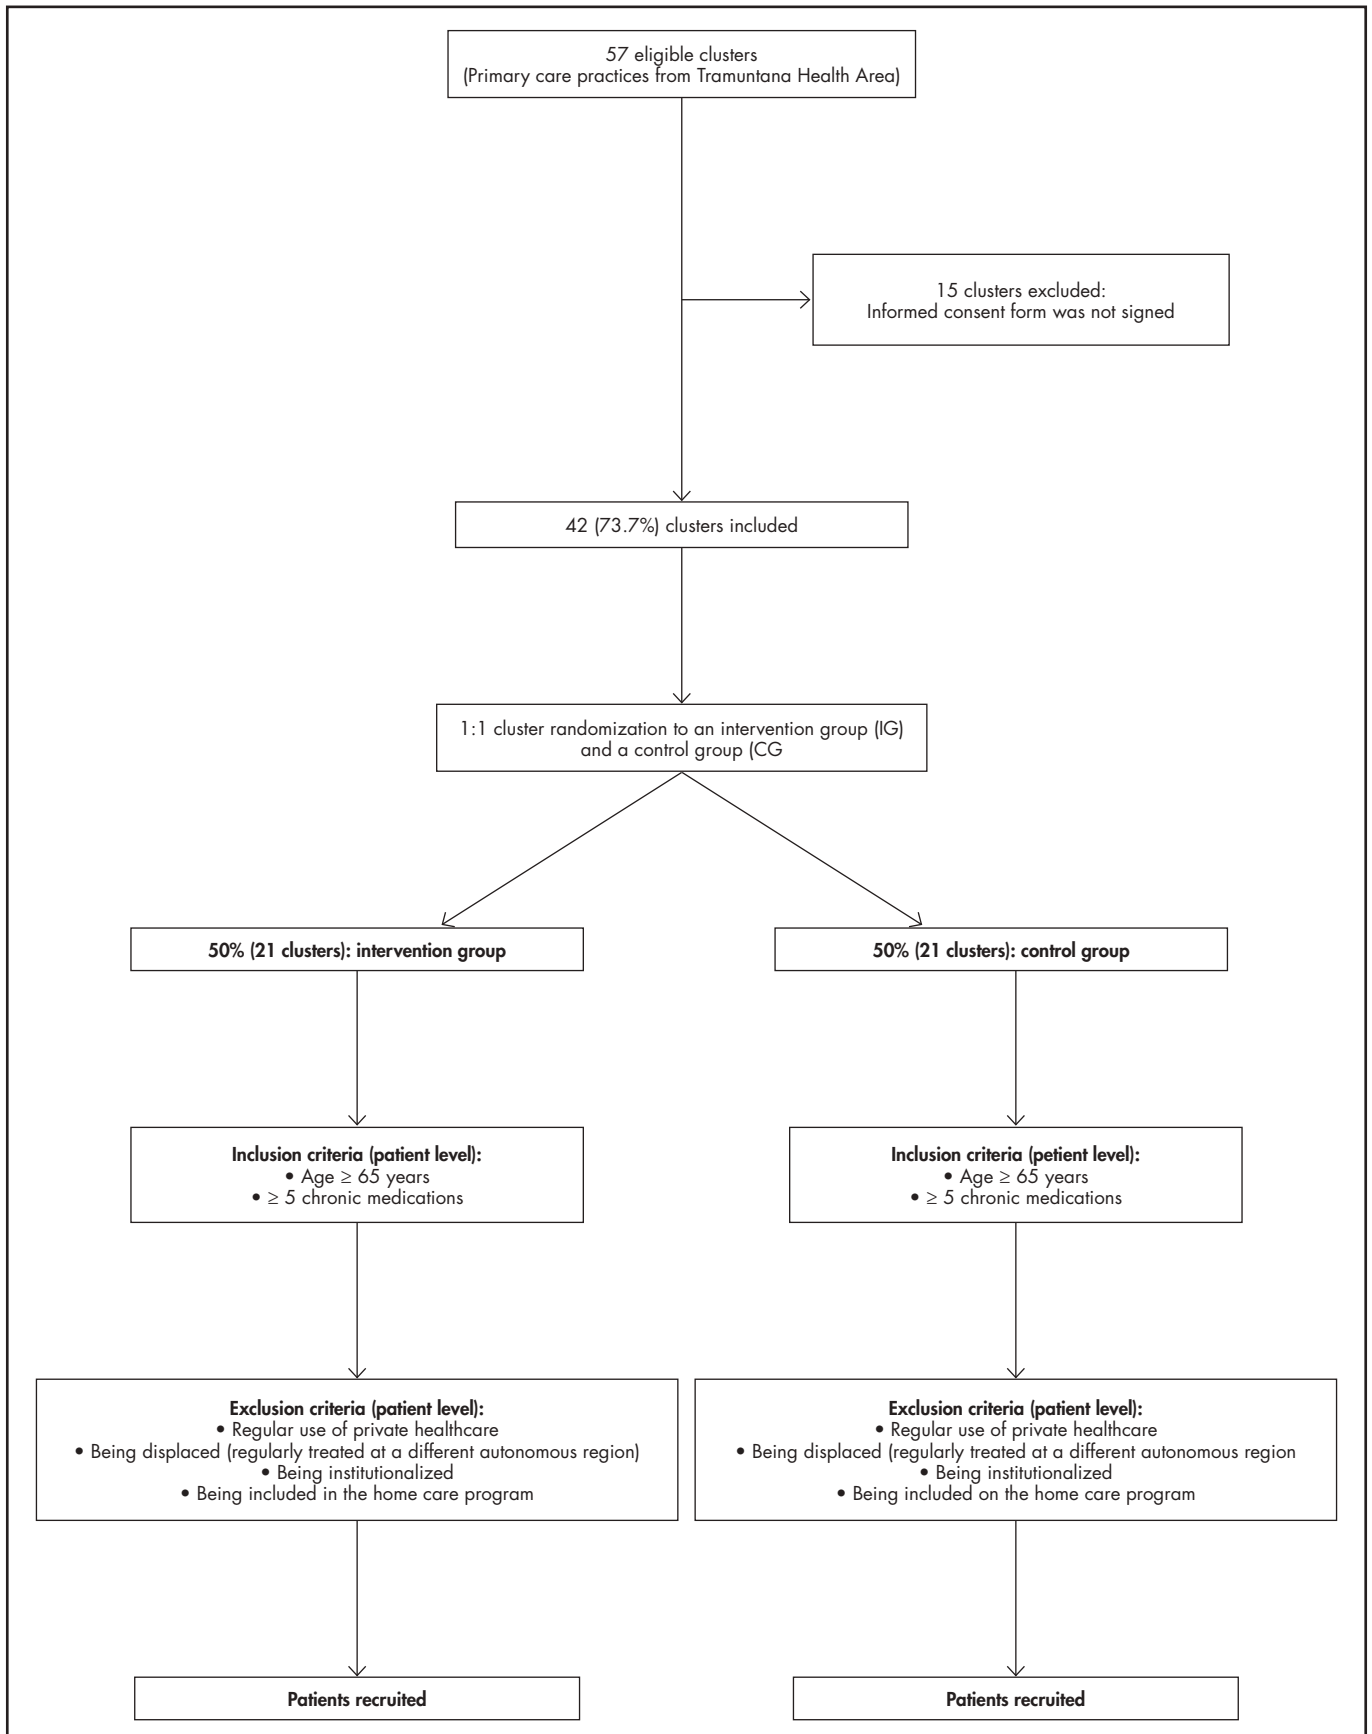 57 eligible clusters
(Primary care practices from Tramuntana Health Area)
15 clusters excluded:
Informed consent form was not signed
42 (73.7%) clusters included
1:1 cluster randomization to an intervention group (IG)
and a control group (CG
50% (21 clusters): intervention group
50% (21 clusters): control group
Inclusion criteria (patient level):
• Age ≥ 65 years
• ≥ 5 chronic medications
Inclusion criteria (petient level):
• Age ≥ 65 years
• ≥ 5 chronic medications
Exclusion criteria (patient level):
• Regular use of private healthcare
• Being displaced (regularly treated at a different autonomous region)
• Being institutionalized
• Being included in the home care program
Exclusion criteria (patient level):
• Regular use of private healthcare
• Being displaced (regularly treated at a different autonomous region
• Being institutionalized
• Being included on the home care program
Patients recruited
Patients recruited